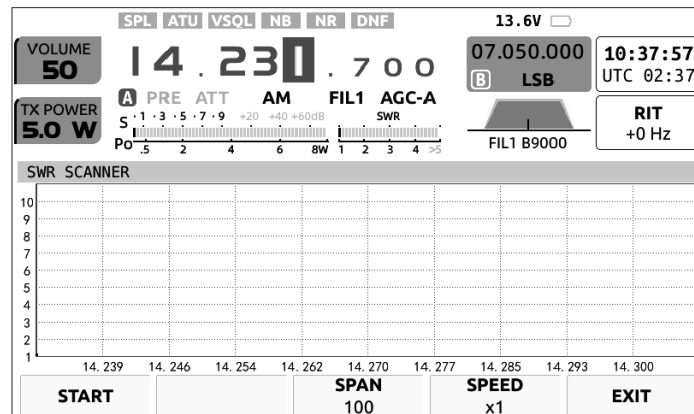 SPL ATU VSQL NB NR DNF 13.6V
VOLUME
50
14.231.700
07.050.000
B LSB
10:37:57
UTC 02:37
A PRE ATT AM FIL1 AGC-A
TX POWER
5.0 W
S ·1 ·3 ·5 ·7 ·9 +20 +40 +60dB SWR
Po .5 2 4 6 8W 1 2 3 4 >5
FIL1 B9000
RIT
+0 Hz
SWR SCANNER
10
9
8
7
6
5
4
3
2
1
14.239 14.246 14.254 14.262 14.270 14.277 14.285 14.293 14.300
START SPAN SPEED EXIT
100 x1